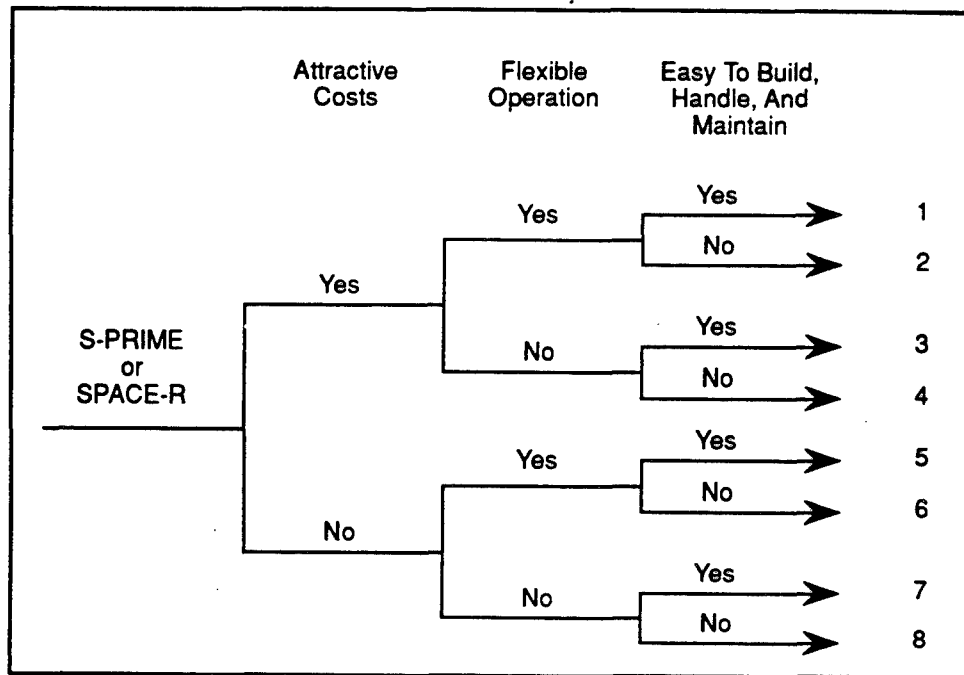 Attractive
Costs
Flexible
Operation
Easy To Build,
Handle, And
Maintain
S-PRIME
or
SPACE-R
Yes
No
Yes
No
Yes
No
Yes
No
Yes
No
Yes
No
Yes
No
1
2
3
4
5
6
7
8